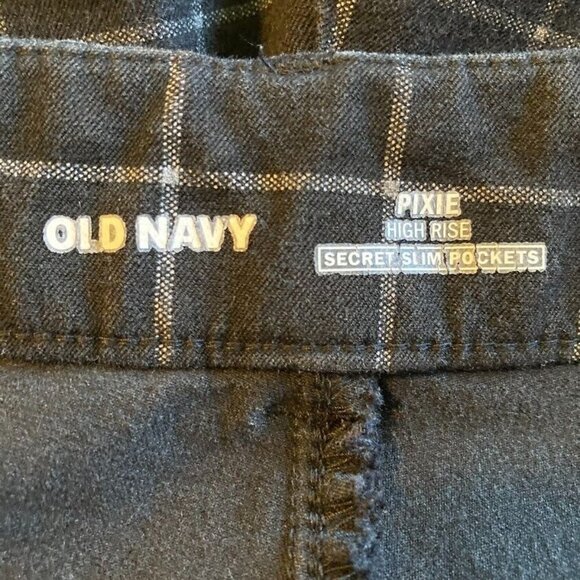 OLD NAVY
PIXIE
HIGH RISE
SECRET SLIM POCKETS